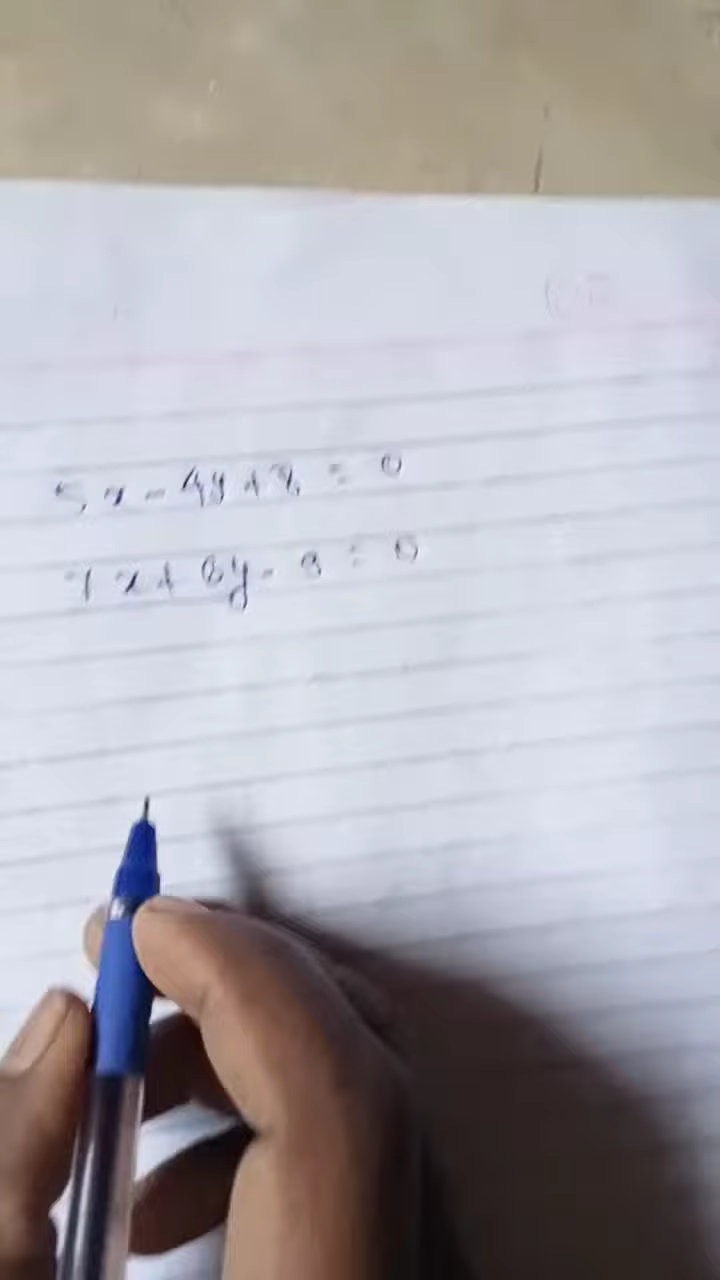 5x - 4y + 8 = 0
7x + 6y - 9 = 0